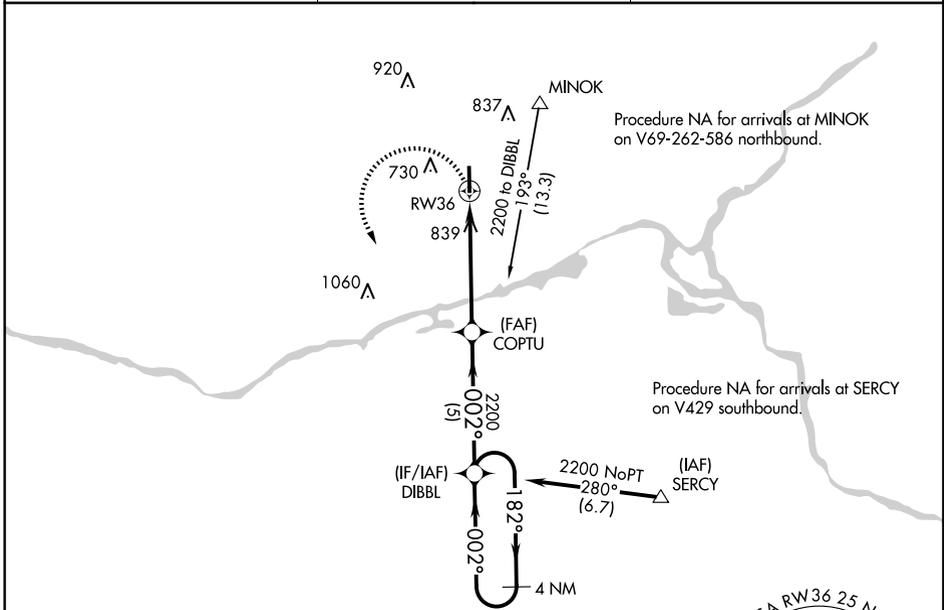 920
MINOK
837
Procedure NA for arrivals at MINOK
on V69-262-586 northbound.
2200 to DIBBL
193°
(13.3)
730
RW36
839
1060
(FAF)
COPTU
Procedure NA for arrivals at SERCY
on V429 southbound.
2200
002°
(5)
(IF/IAF)
DIBBL
2200 NoPT
280°
(6.7)
(IAF)
SERCY
182°
002°
4 NM
RW36 25